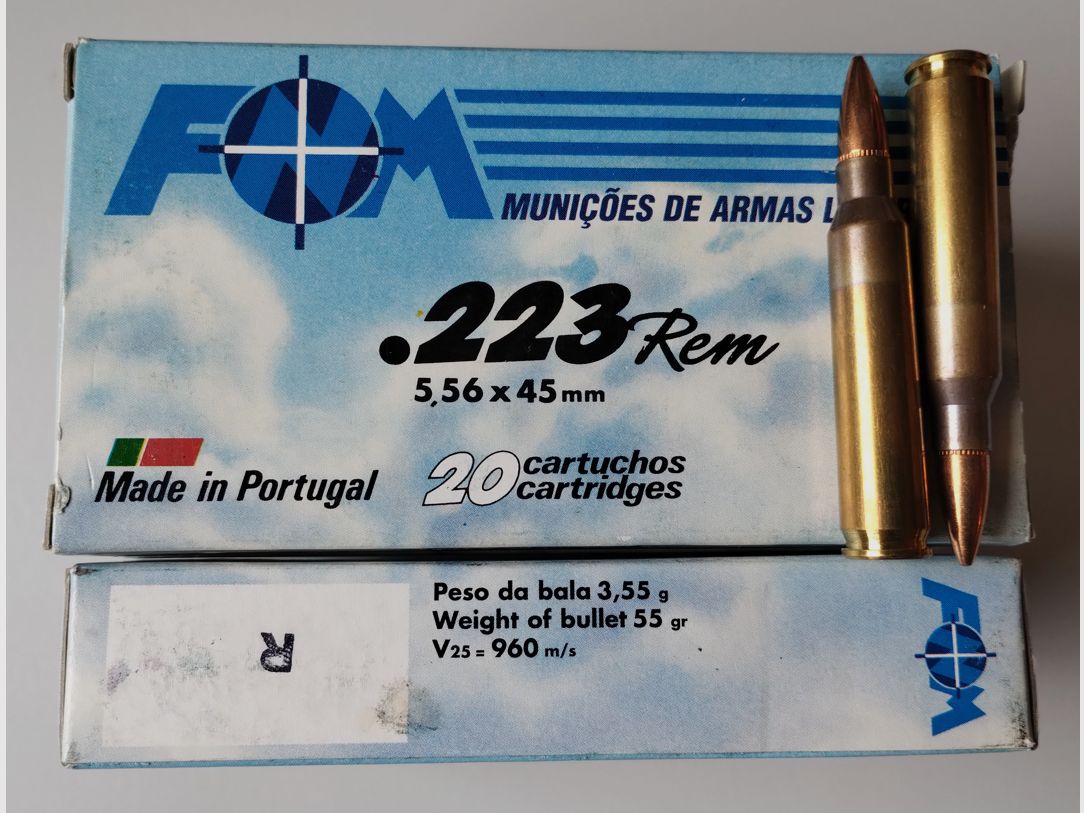 FNM
MUNIÇÕES DE ARMAS
.223 Rem
5,56 x 45 mm
Made in Portugal
20 cartuchos
cartridges
Peso da bala 3,55 g
Weight of bullet 55 gr
V25 = 960 m/s
R
FNM